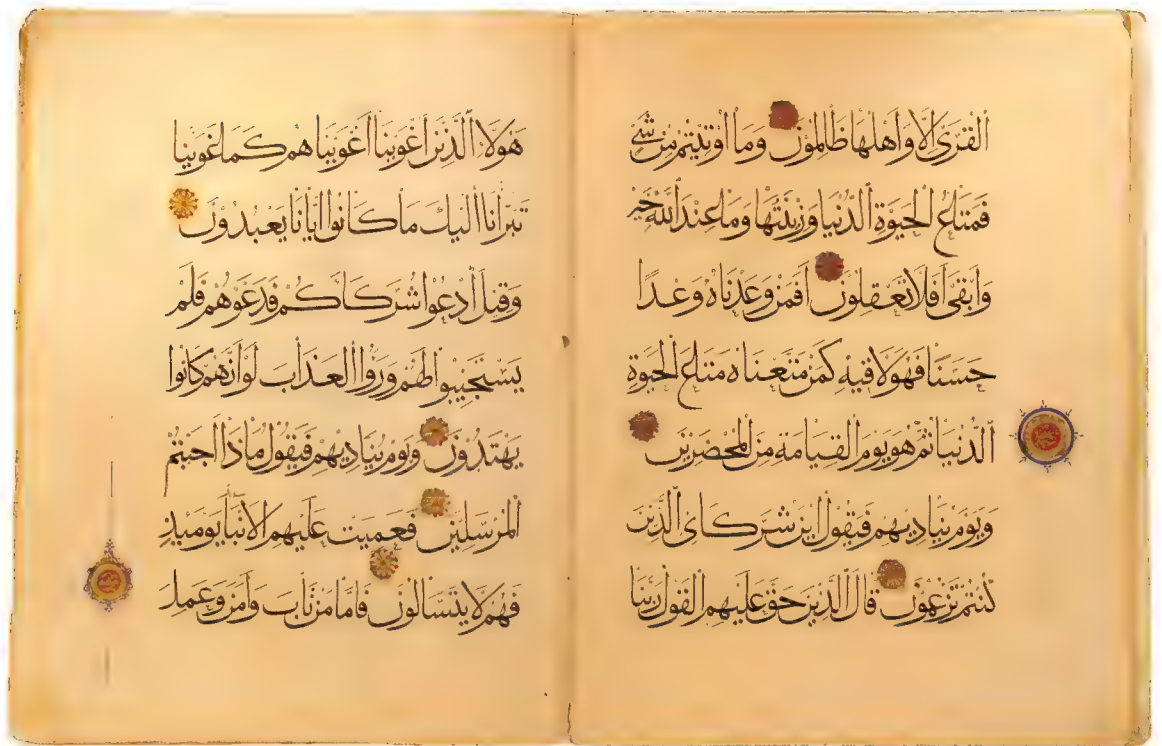 القرى الا واهلها ظالمون وما اوتيتم من شي
فمتاع الحيوة الدنيا وزينتها وما عند الله خير
وابقى افلا تعقلون افمن وعدناه وعدا
حسنا فهو لاقيه كمن متعناه متاع الحيوة
الدنيا ثم هو يوم القيامة من المحضرين
ويوم يناديهم فيقول اين شركاى الذين
كنتم تزعمون قال الذين حق عليهم القول ربنا
هولاء الذين اغوينا اغويناهم كما غوينا
تبرانا اليك ما كانوا ايانا يعبدون
وقيل ادعوا شركاكم فدعوهم فلم
يستجيبوا لهم وراوا العذاب لو انهم كانوا
يهتدون ويوم يناديهم فيقول ماذا اجبتم
المرسلين فعميت عليهم الانبا يوميذ
فهم لا يتسالون فاما من تاب وامن وعمل